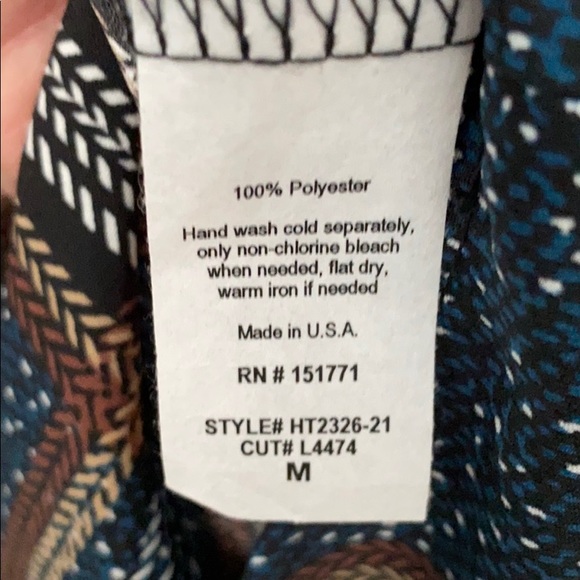 100% Polyester
Hand wash cold separately,
only non-chlorine bleach
when needed, flat dry,
warm iron if needed
Made in U.S.A.
RN # 151771
STYLE# HT2326-21
CUT# L4474
M